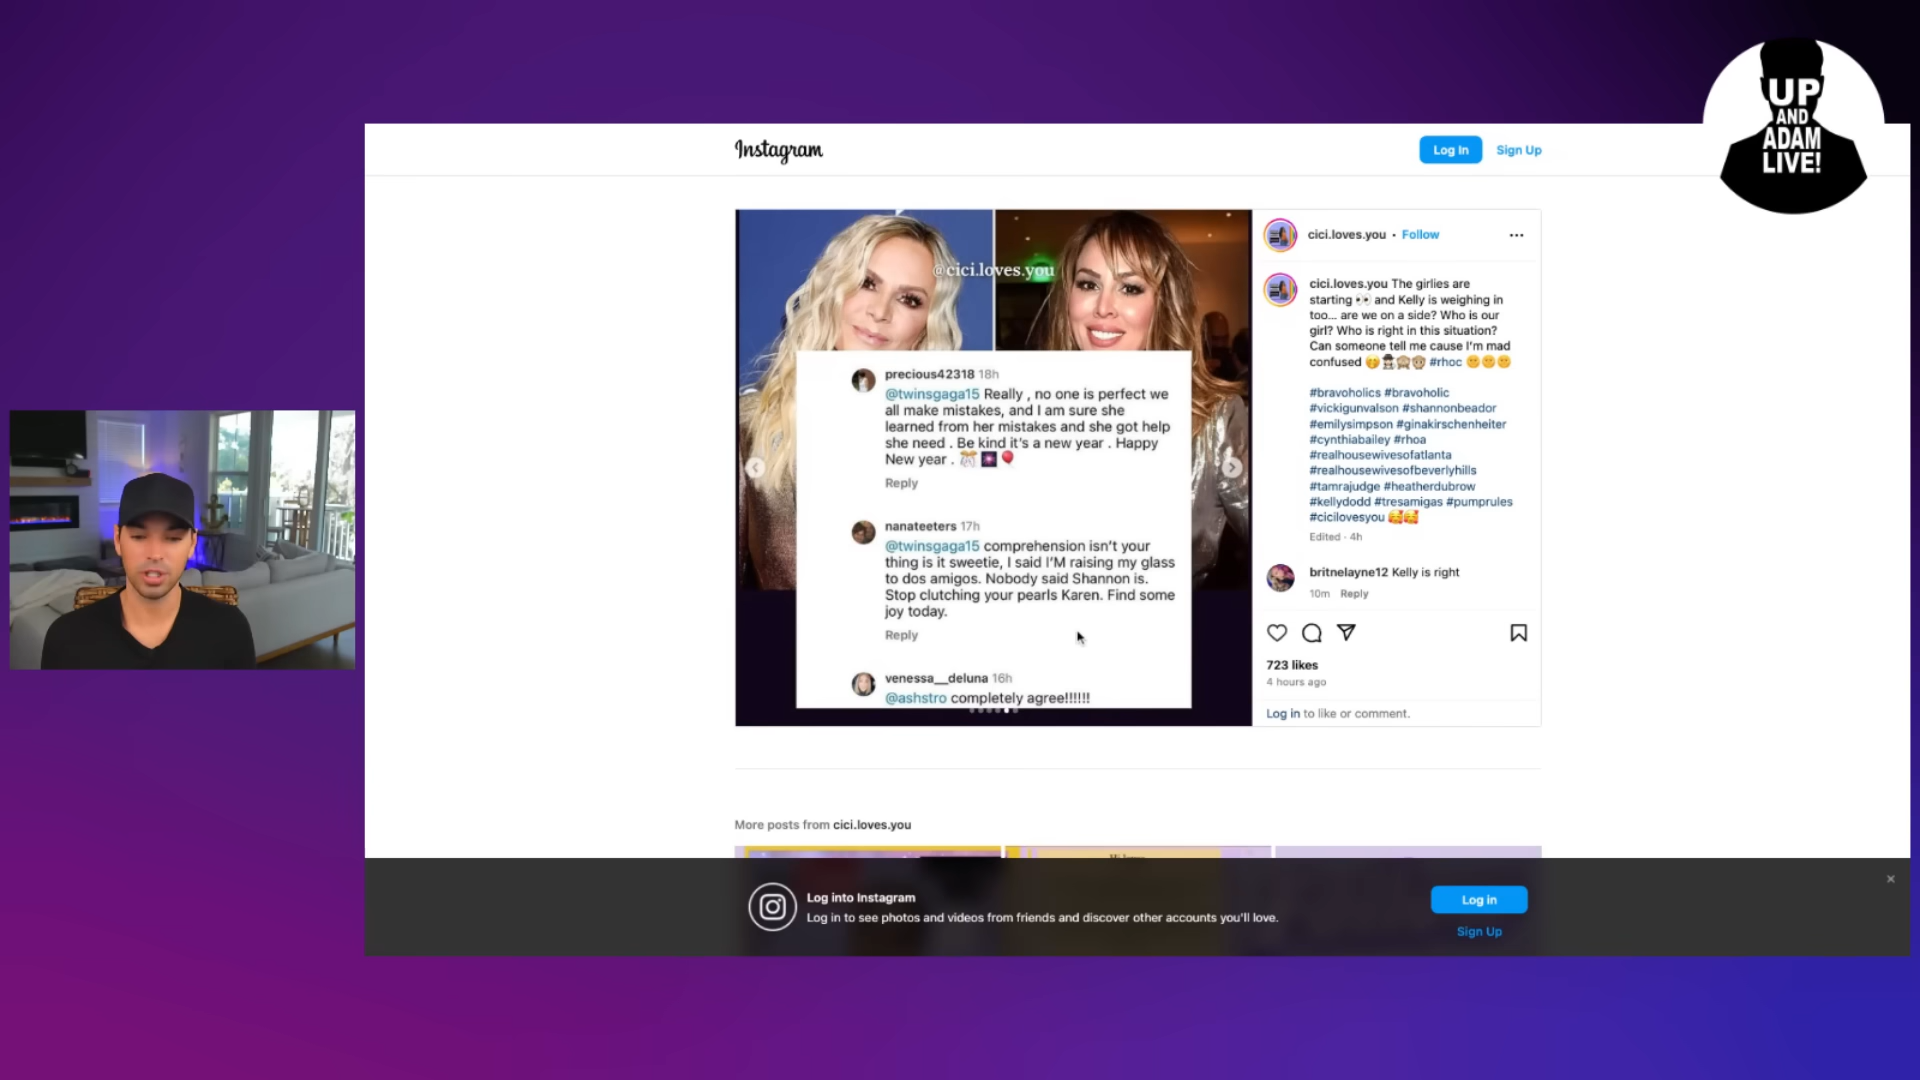 UP
AND
ADAM
LIVE!
Instagram
Log In
Sign Up
@cici.loves.you
precious42318 18h
@twinsgaga15 Really , no one is perfect we
all make mistakes, and I am sure she
learned from her mistakes and she got help
she need . Be kind it's a new year . Happy
New year . 🎊 🎆 🎈
Reply
nanateeters 17h
@twinsgaga15 comprehension isn't your
thing is it sweetie, I said I'M raising my glass
to dos amigos. Nobody said Shannon is.
Stop clutching your pearls Karen. Find some
joy today.
Reply
venessa__deluna 16h
@ashstro completely agree!!!!!!
cici.loves.you • Follow
cici.loves.you The girlies are
starting 👀 and Kelly is weighing in
too... are we on a side? Who is our
girl? Who is right in this situation?
Can someone tell me cause I'm mad
confused #rhoc
#bravoholics #bravoholic
#vickigunvalson #shannonbeador
#emilysimpson #ginakirschenheiter
#cynthiabailey #rhoa
#realhousewivesofatlanta
#realhousewivesofbeverlyhills
#tamrajudge #heatherdubrow
#kellydodd #tresamigas #pumprules
#cicilovesyou 🥰🥰
Edited · 4h
britnelayne12 Kelly is right
10m Reply
723 likes
4 hours ago
Log in to like or comment.
More posts from cici.loves.you
Log into Instagram
Log in to see photos and videos from friends and discover other accounts you'll love.
Log in
Sign Up